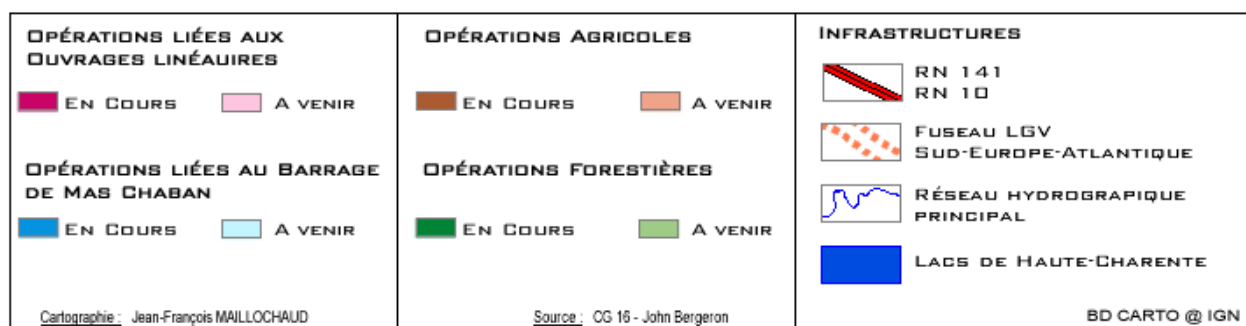 OPÉRATIONS LIÉES AUX
OUVRAGES LINÉAUIRES
EN COURS
A VENIR
OPÉRATIONS LIÉES AU BARRAGE
DE MAS CHABAN
EN COURS
A VENIR
Cartographie : Jean-François MAILLOCHAUD
OPÉRATIONS AGRICOLES
EN COURS
A VENIR
OPÉRATIONS FORESTIÈRES
EN COURS
A VENIR
Source : CG 16 - John Bergeron
INFRASTRUCTURES
RN 141
RN 10
FUSEAU LGV
SUD-EUROPE-ATLANTIQUE
RÉSEAU HYDROGRAPIQUE
PRINCIPAL
LACS DE HAUTE-CHARENTE
BD CARTO @ IGN